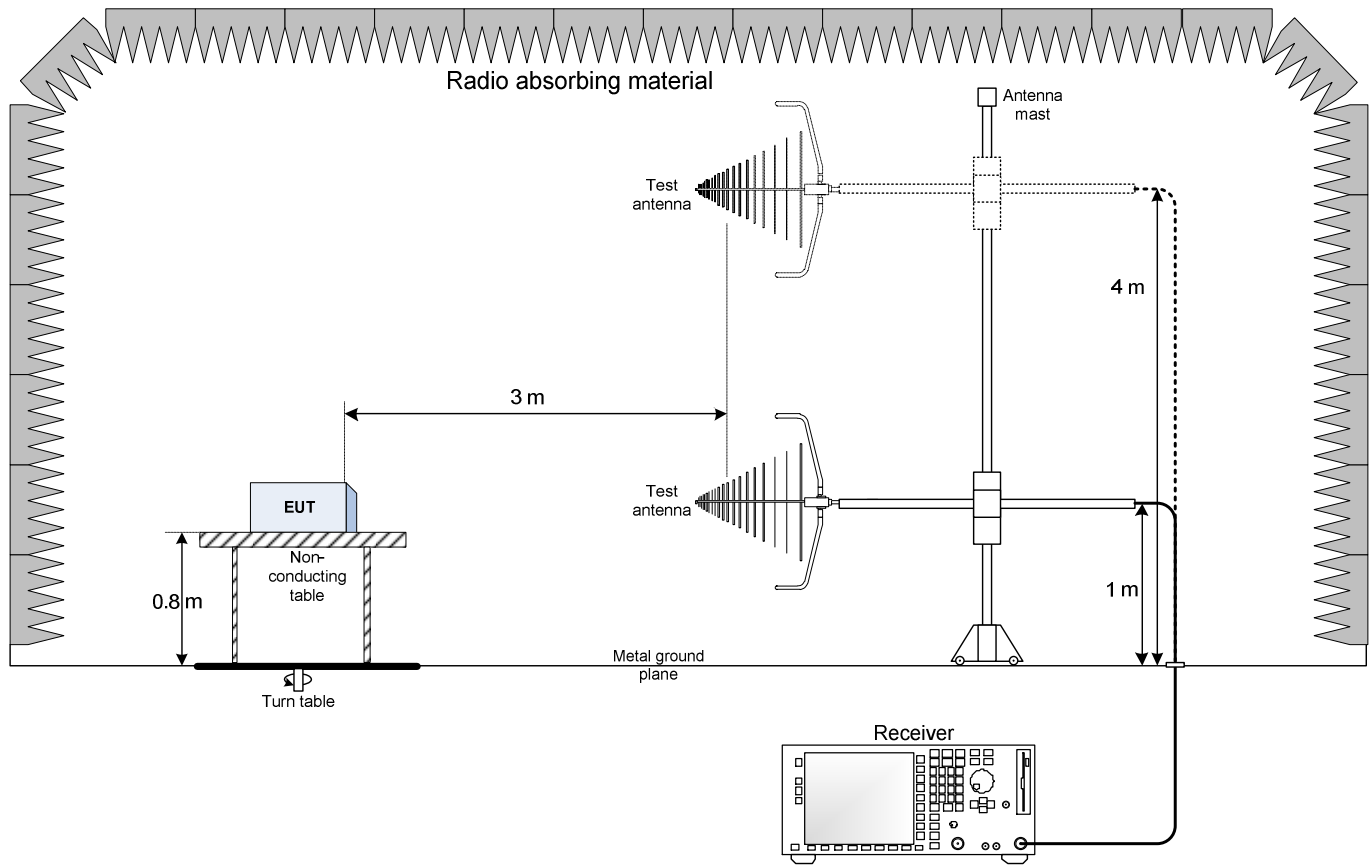 Radio absorbing material
Antenna
mast
Test
antenna
4 m
3 m
Test
antenna
EUT
Non-
conducting
table
0.8 m
1 m
Metal ground
plane
Turn table
Receiver